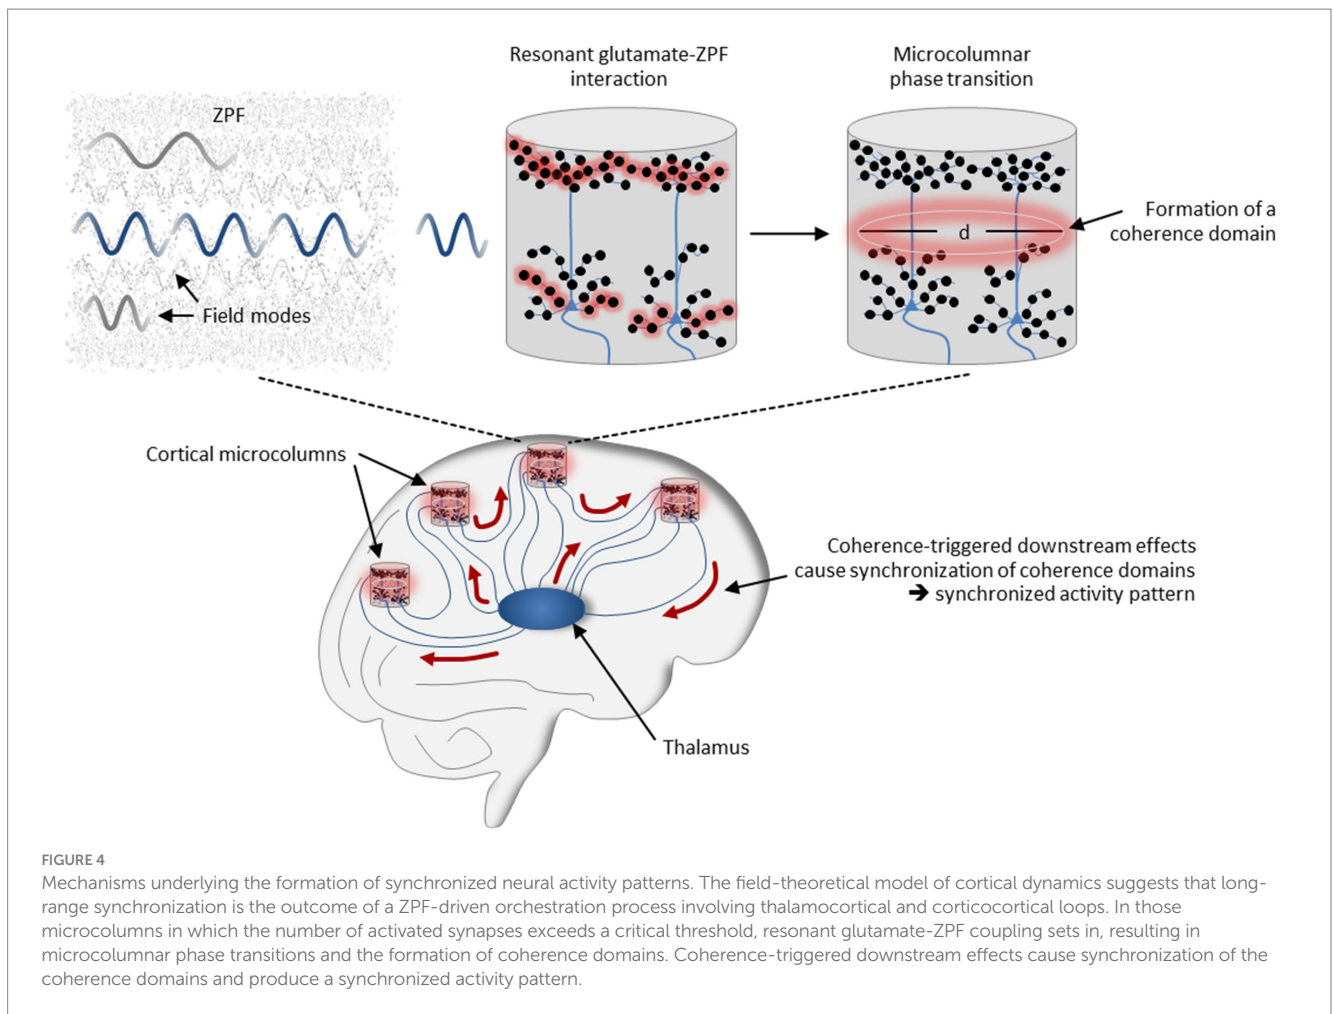 ZPF
Field modes
Resonant glutamate-ZPF
interaction
Microcolumnar
phase transition
d
Formation of a
coherence domain
Cortical microcolumns
Coherence-triggered downstream effects
cause synchronization of coherence domains
➔ synchronized activity pattern
Thalamus
FIGURE 4
Mechanisms underlying the formation of synchronized neural activity patterns. The field-theoretical model of cortical dynamics suggests that long-
range synchronization is the outcome of a ZPF-driven orchestration process involving thalamocortical and corticocortical loops. In those
microcolumns in which the number of activated synapses exceeds a critical threshold, resonant glutamate-ZPF coupling sets in, resulting in
microcolumnar phase transitions and the formation of coherence domains. Coherence-triggered downstream effects cause synchronization of the
coherence domains and produce a synchronized activity pattern.